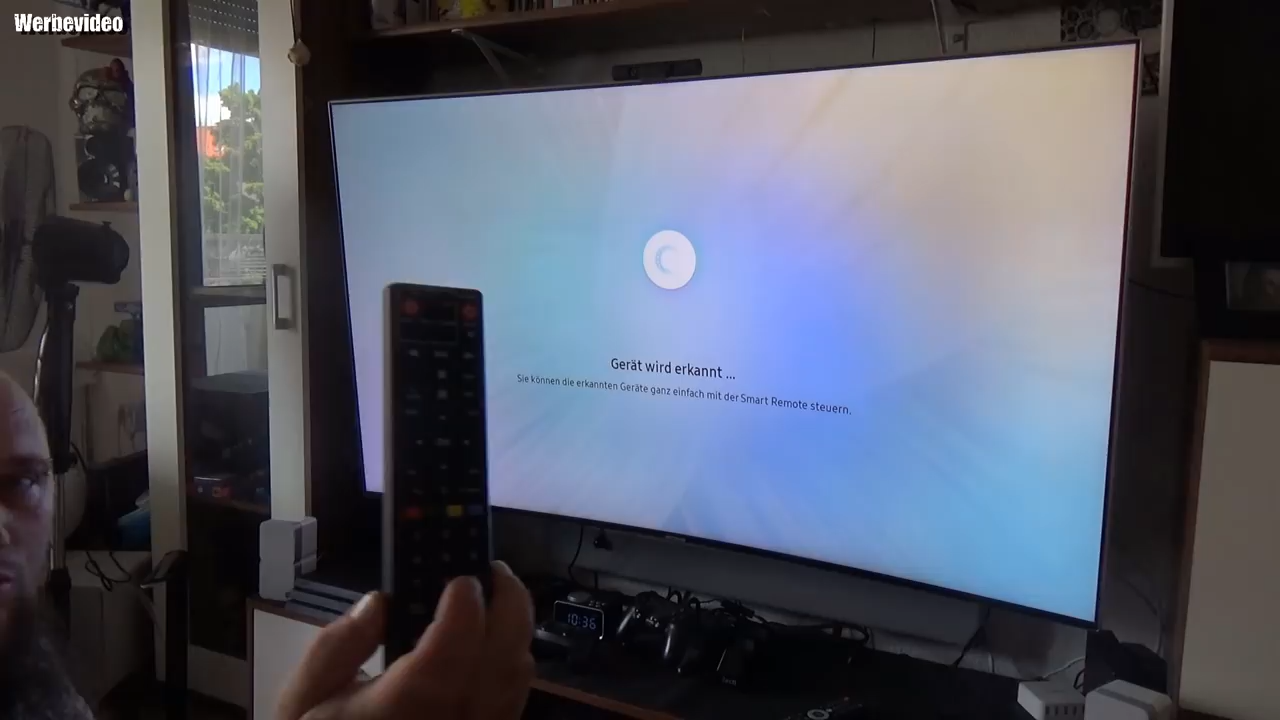 Werbevideo
Gerät wird erkannt ...
Sie können die erkannten Geräte ganz einfach mit der Smart Remote steuern.
10:36